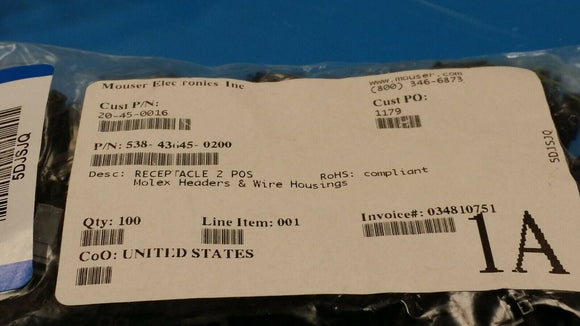 Mouser Electronics Inc
www.mouser.com
(800) 346-6873
Cust P/N:
20-45-0016
Cust PO:
1179
P/N: 538- 43645- 0200
Desc: RECEPTACLE 2 POS RoHS: compliant
Molex Headers & Wire Housings
Qty: 100 Line Item: 001 Invoice#: 034810751
CoO: UNITED STATES
1A
5DJSJQ
5DJSJQ